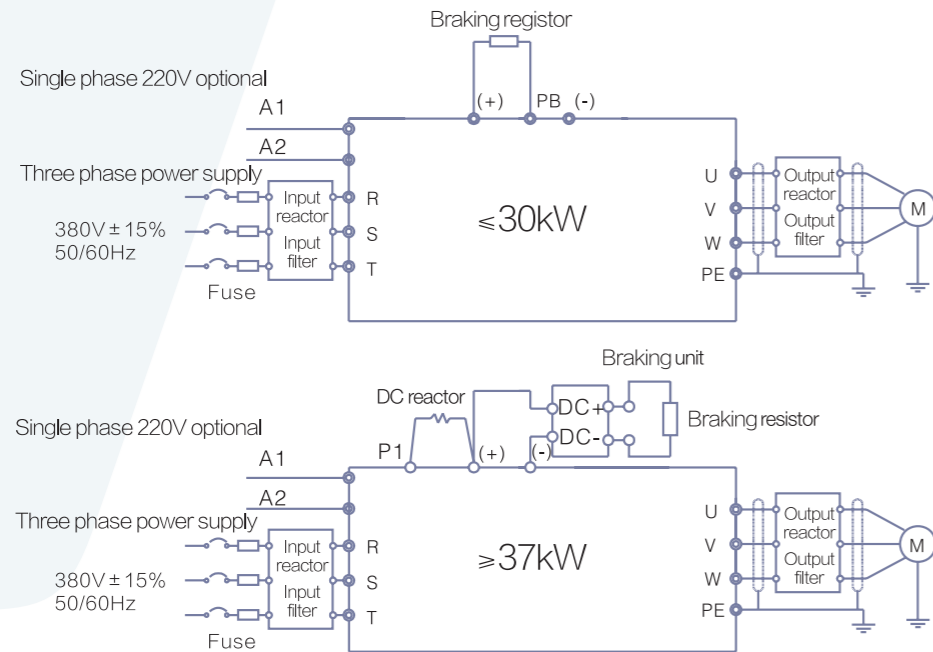 Braking registor
Single phase 220V optional
(+) PB (-)
A1
A2
Three phase power supply
Input
reactor
Input
filter
R
S
T
380V±15%
50/60Hz
Fuse
≤30kW
U
V
W
PE
Output
reactor
Output
filter
M
Braking unit
DC reactor
DC+
DC-
Braking resistor
Single phase 220V optional
P1 (+) (-)
A1
A2
Three phase power supply
Input
reactor
Input
filter
R
S
T
380V±15%
50/60Hz
Fuse
≥37kW
U
V
W
PE
Output
reactor
Output
filter
M